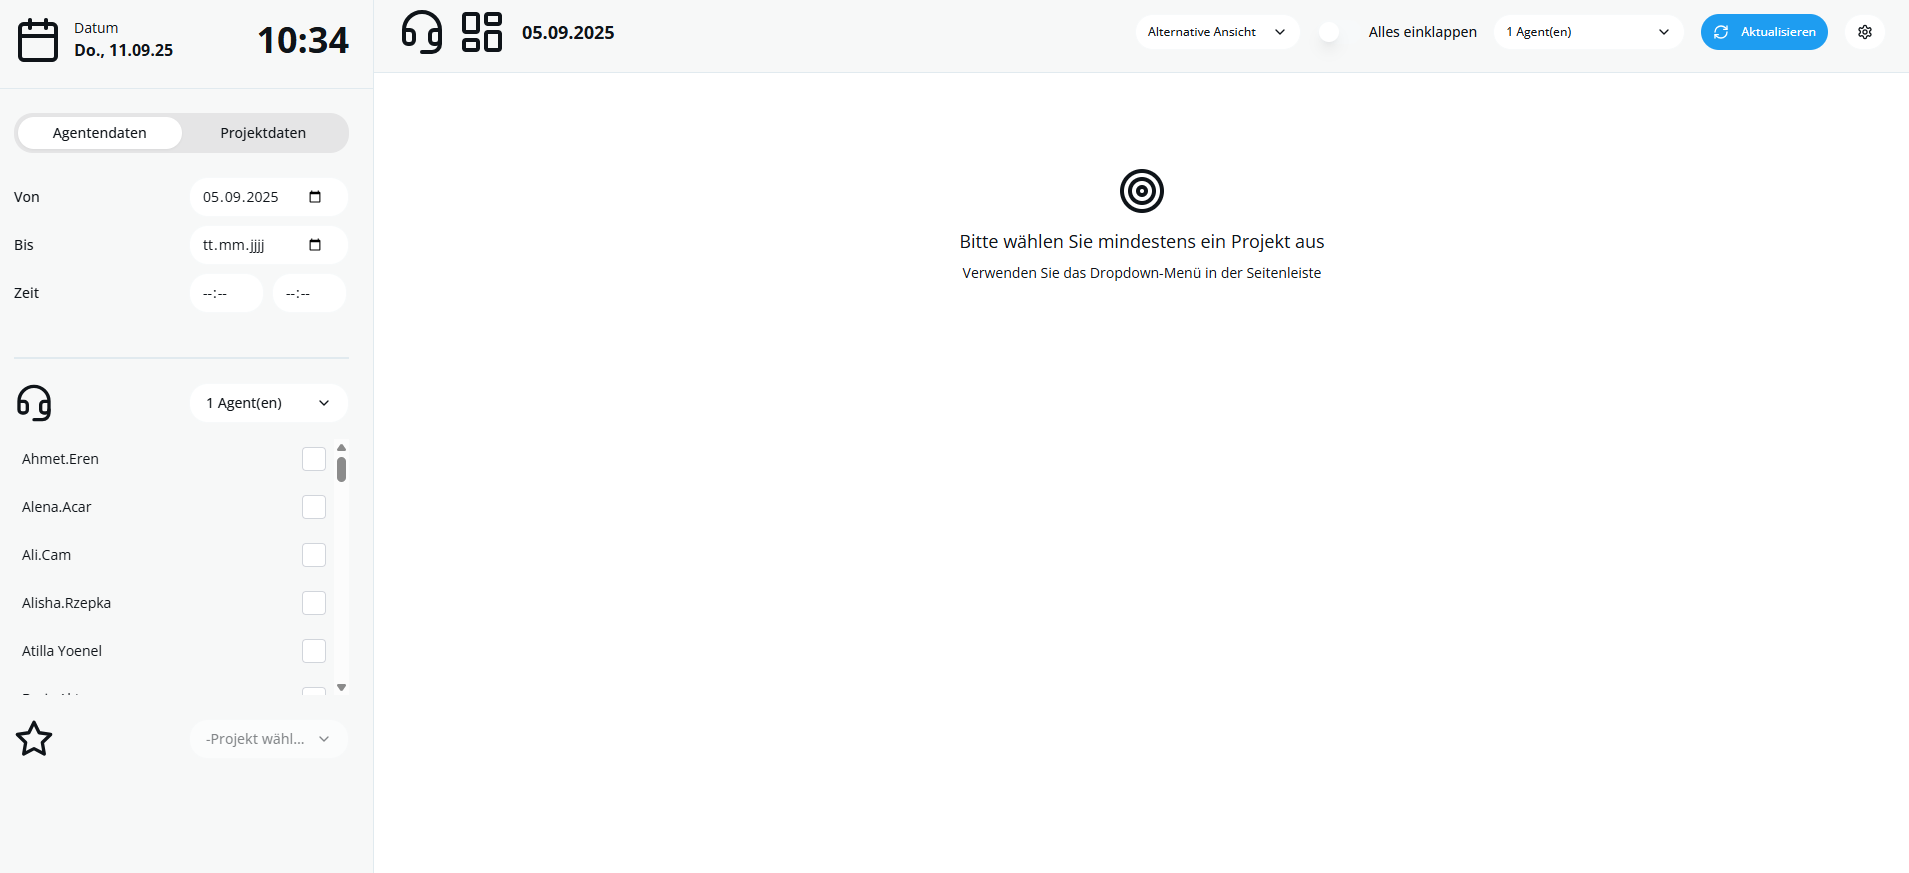 Datum
Do., 11.09.25
10:34
05.09.2025
Alternative Ansicht
Alles einklappen
1 Agent(en)
Aktualisieren
Agentendaten
Projektdaten
Von
05.09.2025
Bis
tt.mm.jjjj
Zeit
--:--
--:--
Bitte wählen Sie mindestens ein Projekt aus
Verwenden Sie das Dropdown-Menü in der Seitenleiste
1 Agent(en)
Ahmet.Eren
Alena.Acar
Ali.Cam
Alisha.Rzepka
Atilla Yoenel
-Projekt wähl...